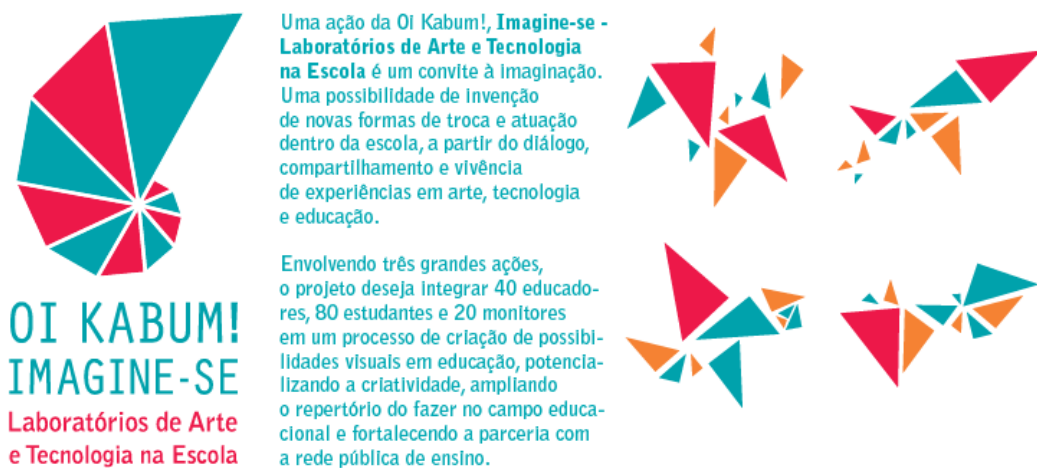 OI KABUM!
IMAGINE-SE
Laboratórios de Arte
e Tecnologia na Escola
Uma ação da Oi Kabum!, Imagine-se -
Laboratórios de Arte e Tecnologia
na Escola é um convite à imaginação.
Uma possibilidade de invenção
de novas formas de troca e atuação
dentro da escola, a partir do diálogo,
compartilhamento e vivência
de experiências em arte, tecnologia
e educação.
Envolvendo três grandes ações,
o projeto deseja integrar 40 educado-
res, 80 estudantes e 20 monitores
em um processo de criação de possibi-
lidades visuais em educação, potencia-
lizando a criatividade, ampliando
o repertório do fazer no campo educa-
cional e fortalecendo a parceria com
a rede pública de ensino.